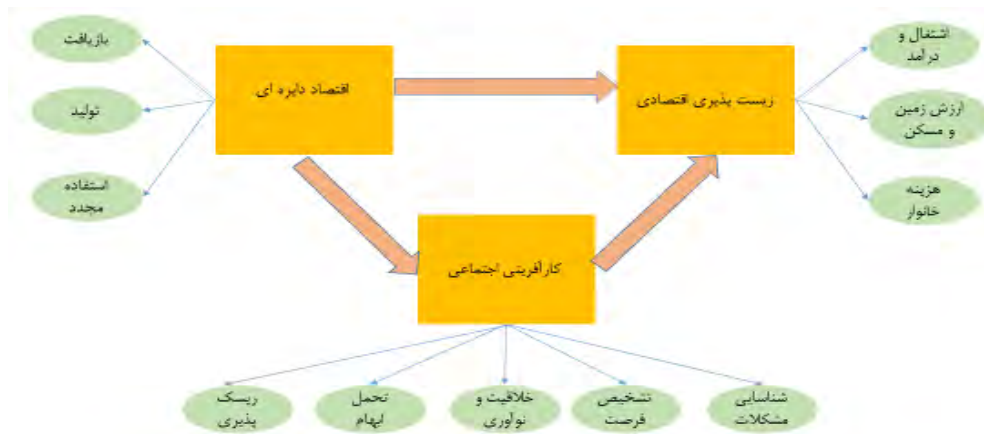 بازیافت
تولید
استفاده
مجدد
اقتصاد دایره ای
زیست پذیری اقتصادی
اشتغال و
درامد
ارزش زمین
و مسکن
هزینه
خانوار
کارآفرینی اجتماعی
شناسایی
مشکلات
تشخیص
فرصت
خلاقیت و
نوآوری
تحمل
ابهام
ریسک
پذیری